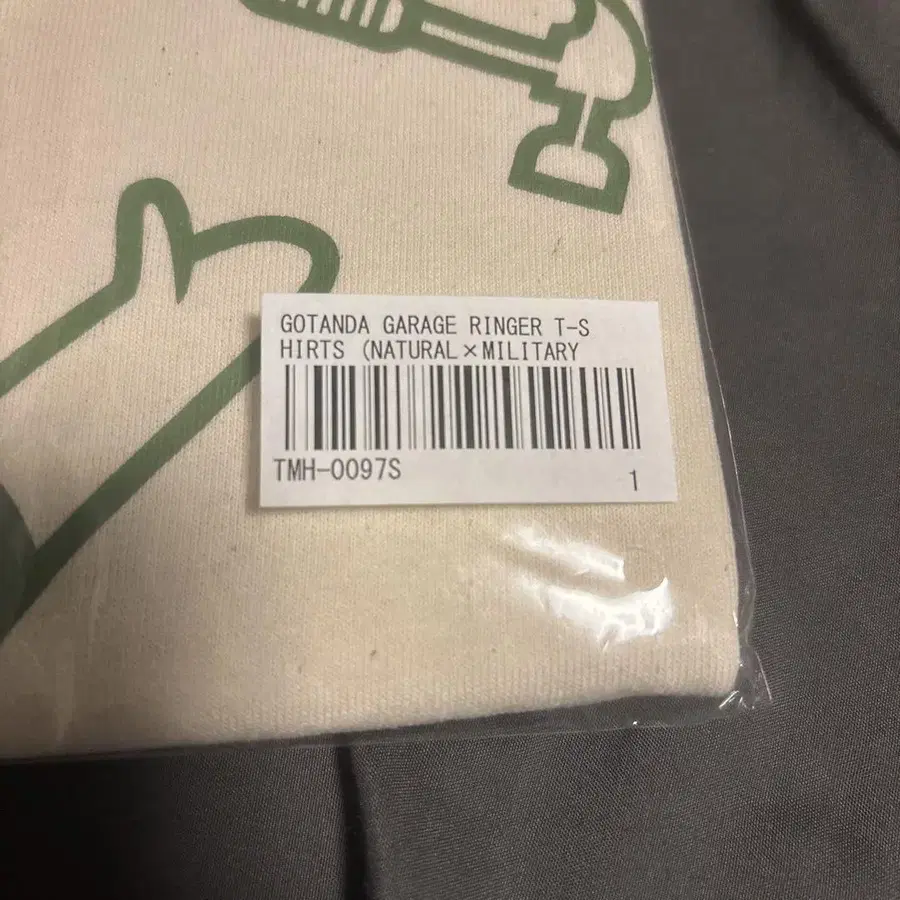 GOTANDA GARAGE RINGER T-S
HIRTS (NATURAL×MILITARY
TMH-0097S
1